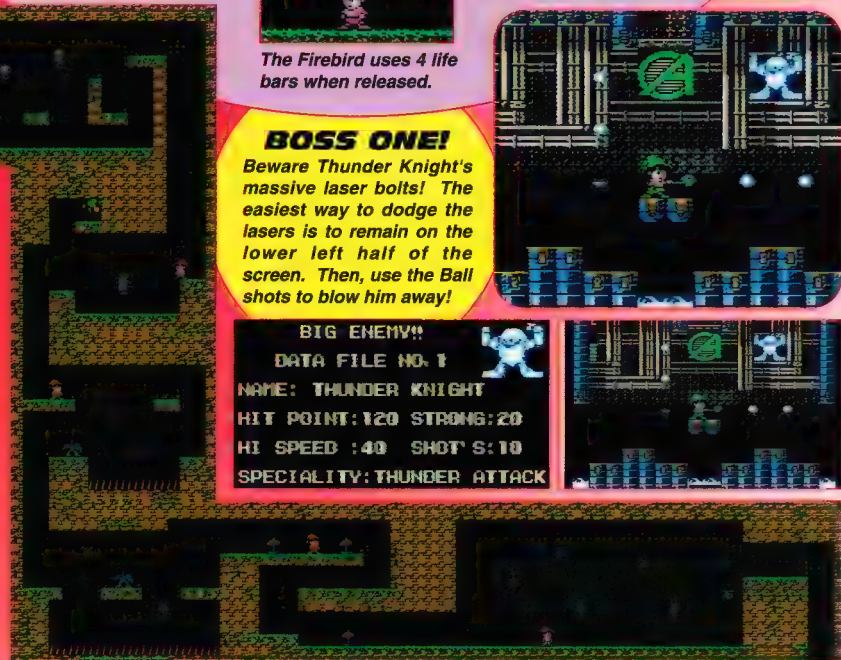 The Firebird uses 4 life
bars when released.
BOSS ONE!
Beware Thunder Knight's
massive laser bolts! The
easiest way to dodge the
lasers is to remain on the
lower left half of the
screen. Then, use the Ball
shots to blow him away!
BIG ENEMY!!
DATA FILE NO.1
NAME: THUNDER KNIGHT
HIT POINT:120 STRONG:20
HI SPEED :40 SHOT'S:10
SPECIALITY:THUNDER ATTACK